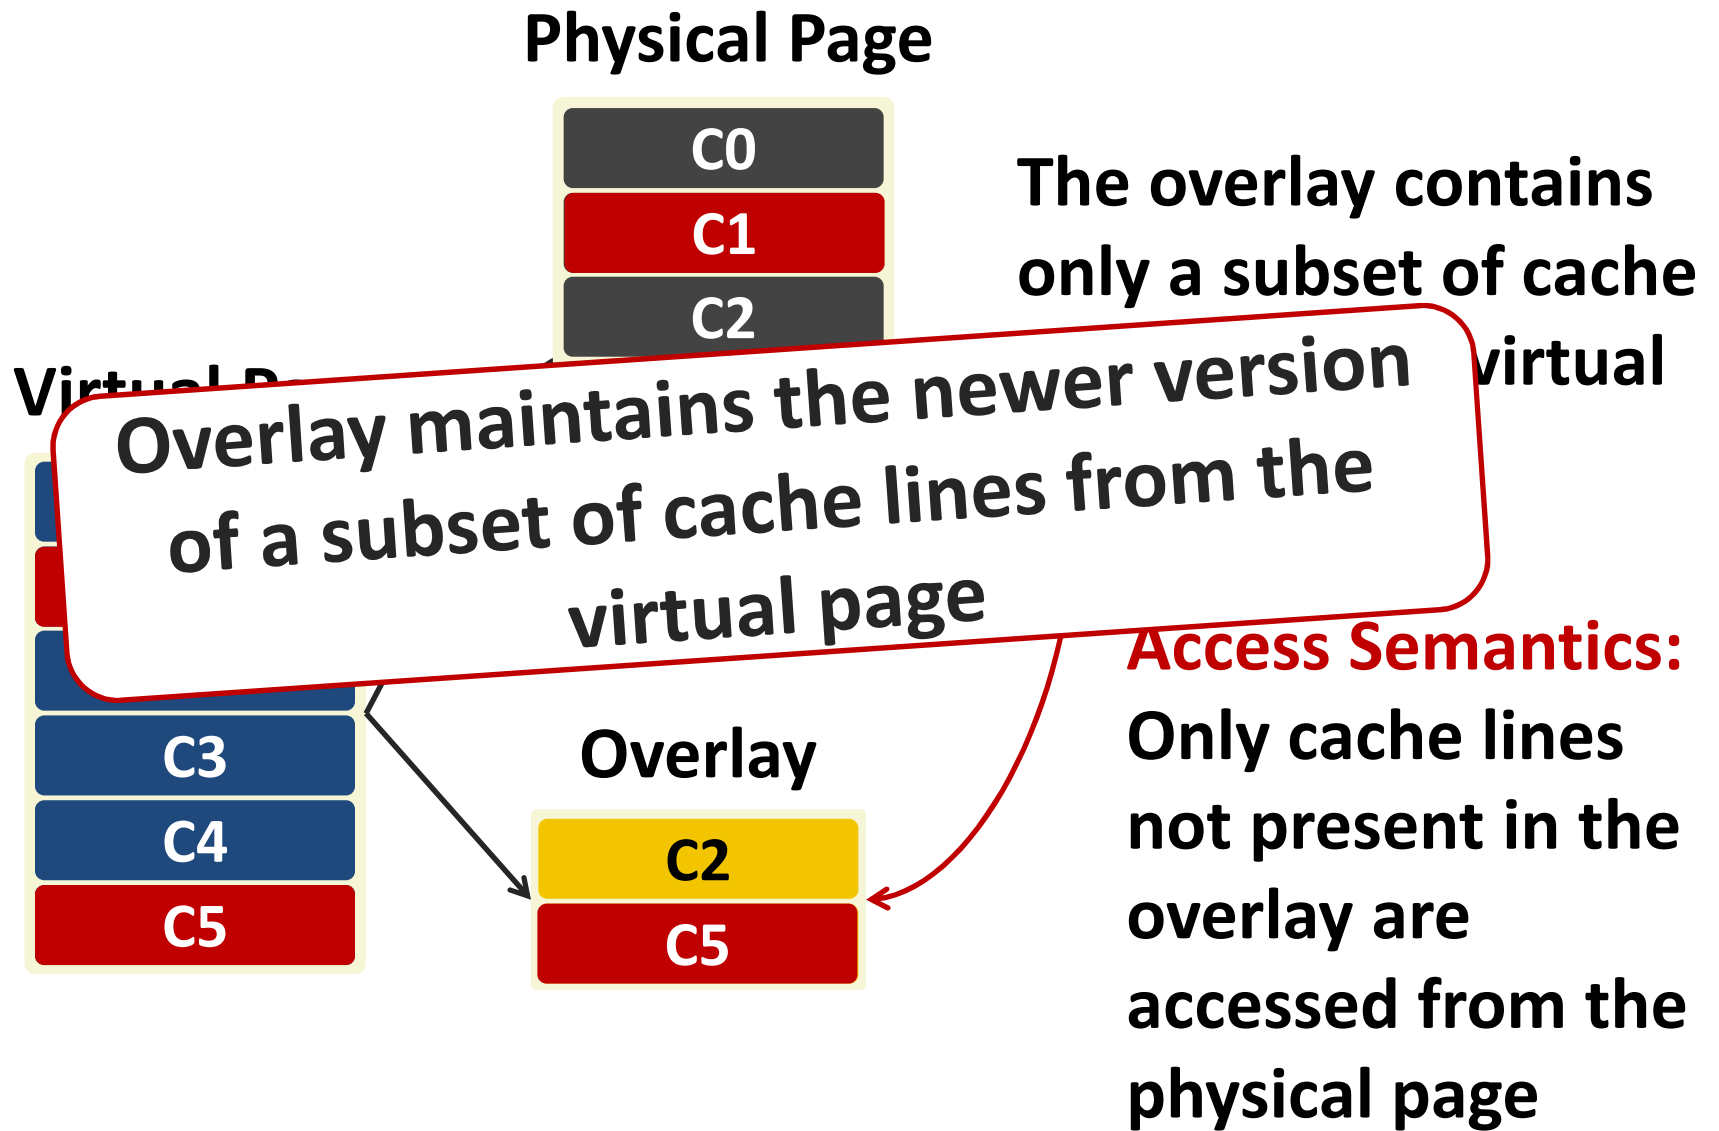 Physical Page
C0
C1
C2
The overlay contains
only a subset of cache
virtual
Overlay maintains the newer version
of a subset of cache lines from the
virtual page
C3
C4
C5
Overlay
C2
C5
Access Semantics:
Only cache lines
not present in the
overlay are
accessed from the
physical page